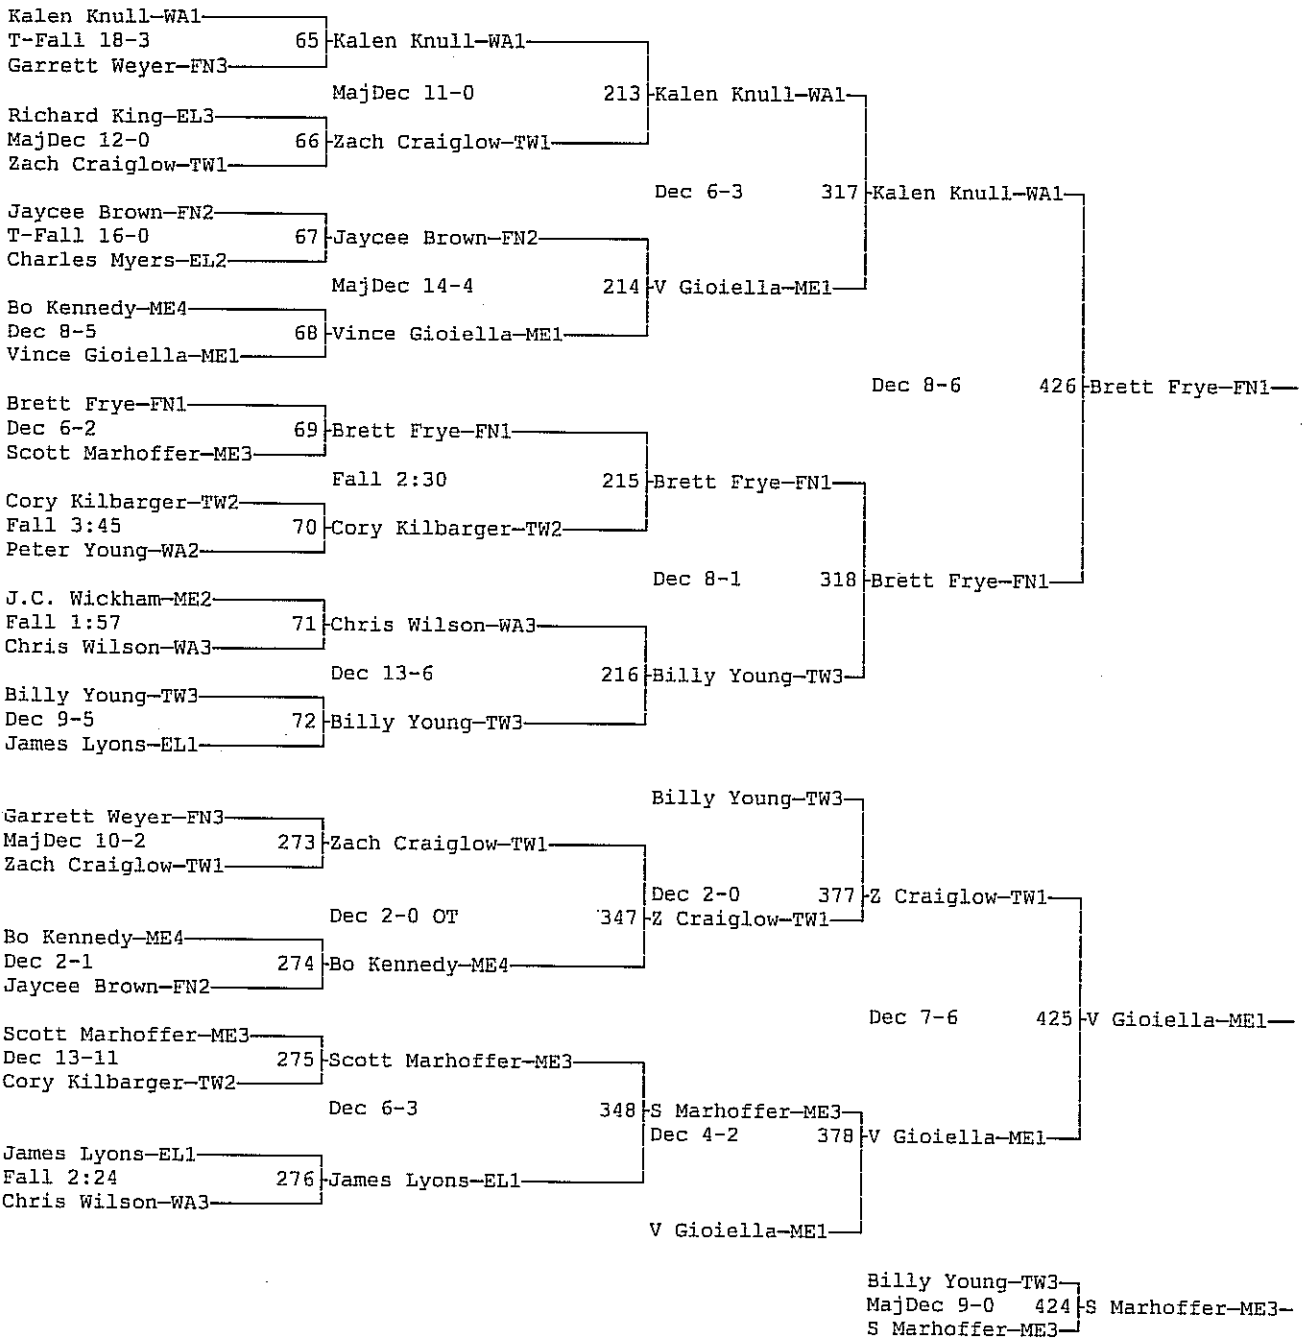 Kalen Knull-WA1
T-Fall 18-3 65 Kalen Knull-WA1
Garrett Weyer-FN3
MajDec 11-0 213 Kalen Knull-WA1
Richard King-EL3
MajDec 12-0 66 Zach Craiglow-TW1
Zach Craiglow-TW1
Dec 6-3 317 Kalen Knull-WA1
Jaycee Brown-FN2
T-Fall 16-0 67 Jaycee Brown-FN2
Charles Myers-EL2
MajDec 14-4 214 V Gioiella-ME1
Bo Kennedy-ME4
Dec 8-5 68 Vince Gioiella-ME1
Vince Gioiella-ME1
Dec 8-6 426 Brett Frye-FN1
Brett Frye-FN1
Dec 6-2 69 Brett Frye-FN1
Scott Marhoffer-ME3
Fall 2:30 215 Brett Frye-FN1
Cory Kilbarger-TW2
Fall 3:45 70 Cory Kilbarger-TW2
Peter Young-WA2
Dec 8-1 318 Brett Frye-FN1
J.C. Wickham-ME2
Fall 1:57 71 Chris Wilson-WA3
Chris Wilson-WA3
Dec 13-6 216 Billy Young-TW3
Billy Young-TW3
Dec 9-5 72 Billy Young-TW3
James Lyons-EL1
Billy Young-TW3
Garrett Weyer-FN3
MajDec 10-2 273 Zach Craiglow-TW1
Zach Craiglow-TW1
Dec 2-0 377 Z Craiglow-TW1
Dec 2-0 OT 347 Z Craiglow-TW1
Bo Kennedy-ME4
Dec 2-1 274 Bo Kennedy-ME4
Jaycee Brown-FN2
Dec 7-6 425 V Gioiella-ME1
Scott Marhoffer-ME3
Dec 13-11 275 Scott Marhoffer-ME3
Cory Kilbarger-TW2
Dec 6-3 348 S Marhoffer-ME3
Dec 4-2 378 V Gioiella-ME1
James Lyons-EL1
Fall 2:24 276 James Lyons-EL1
Chris Wilson-WA3
V Gioiella-ME1
Billy Young-TW3
MajDec 9-0 424 S Marhoffer-ME3
S Marhoffer-ME3